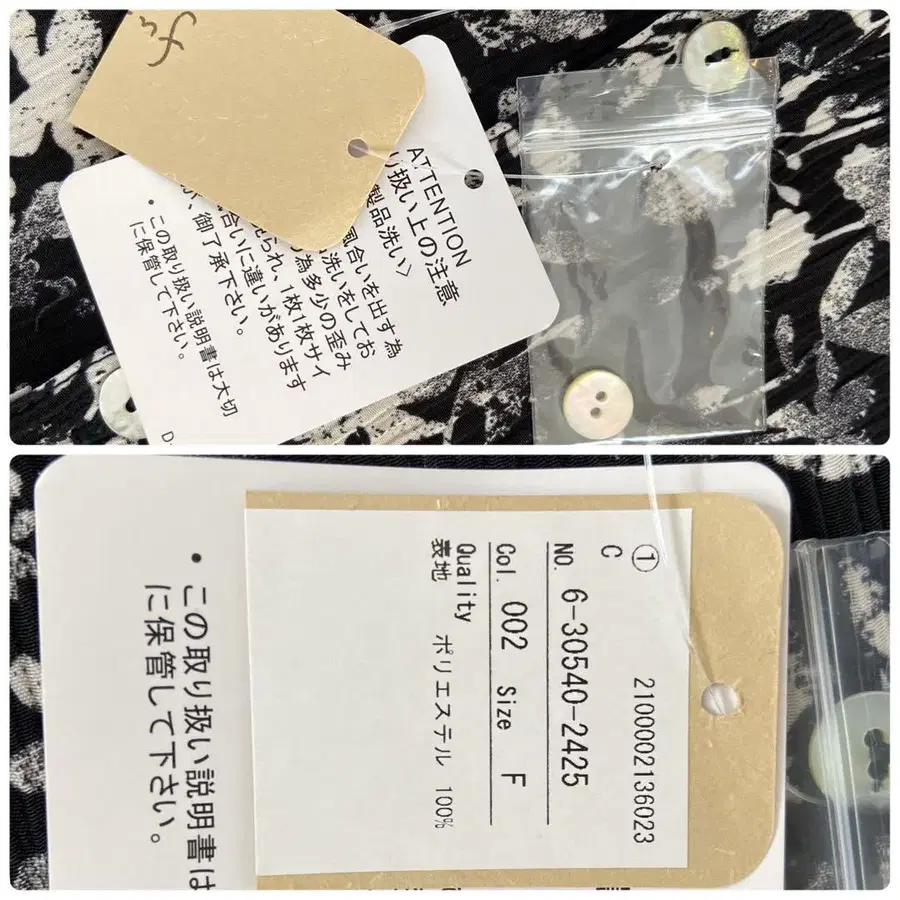 fu
ATTENTION
り扱い上の注意
製品洗い〉
風合いを出す為
洗いをしてお
為多少の歪み
られ、1枚1枚サイ
合いに違いがあります
、御了承下さい。
・この取り扱い説明書は大切
に保管して下さい。
D-
・この取り扱い説明書は
に保管して下さい。
2100002136023
①
C
NO. 6-30540-2425
Col. 002 Size F
Quality
表地 ポリエステル 100%